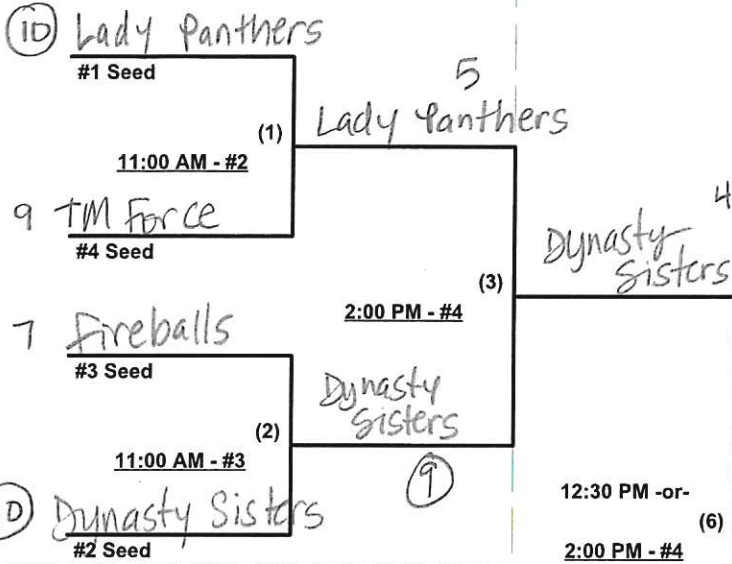 10 Lady Panthers
#1 Seed
5
(1)
Lady Panthers
11:00 AM - #2
9 TM Force
#4 Seed
4
Dynasty
Sisters
(3)
2:00 PM - #4
7 Fireballs
#3 Seed
Dynasty
Sisters
(2)
11:00 AM - #3
9
12:30 PM -or-
Dynasty Sisters
(6)
#2 Seed
2:00 PM - #4